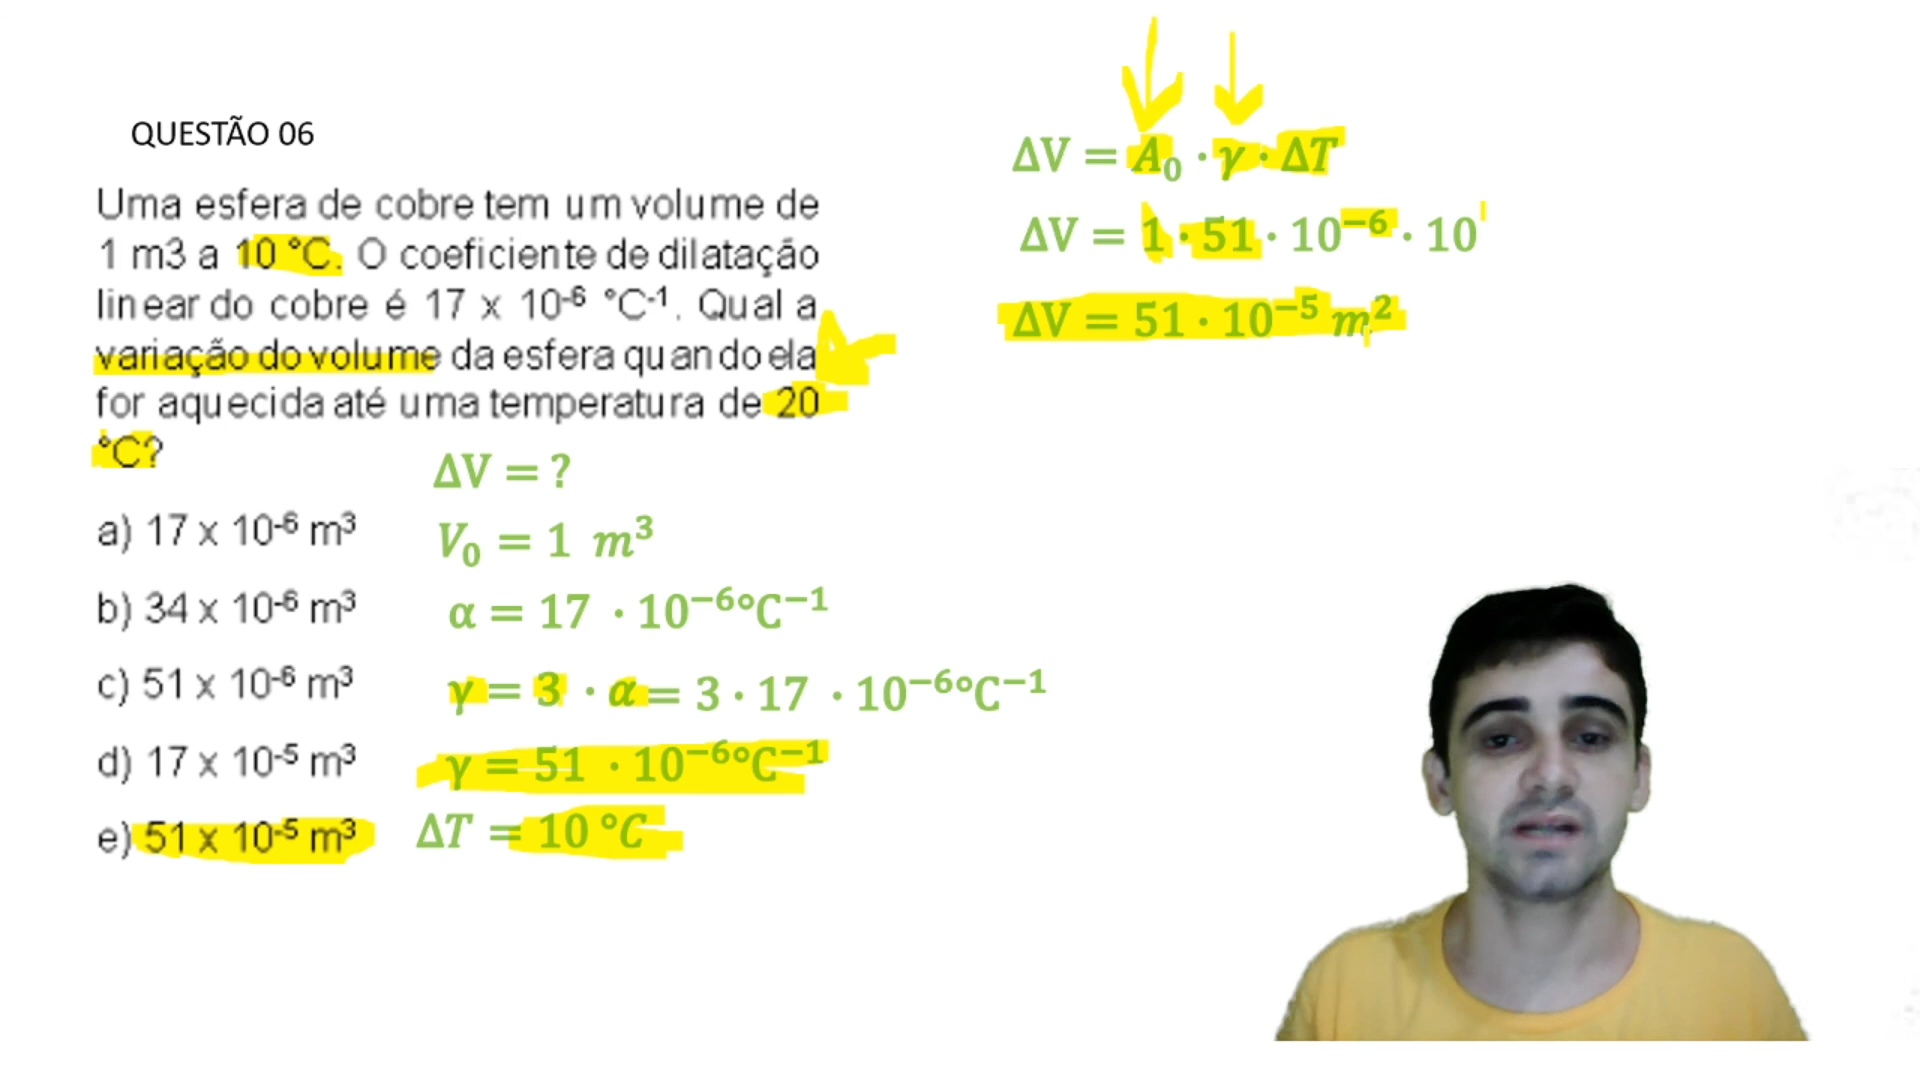 QUESTÃO 06
Uma esfera de cobre tem um volume de
1 m3 a 10 °C. O coeficiente de dilatação
linear do cobre é 17 x 10⁻⁶ °C⁻¹. Qual a
variação do volume da esfera quando ela
for aquecida até uma temperatura de 20
°C?
a) 17 x 10⁻⁶ m³
b) 34 x 10⁻⁶ m³
c) 51 x 10⁻⁶ m³
d) 17 x 10⁻⁵ m³
e) 51 x 10⁻⁵ m³
ΔV = ?
V₀ = 1 m³
α = 17 · 10⁻⁶°C⁻¹
γ = 3 · α = 3 · 17 · 10⁻⁶°C⁻¹
γ = 51 · 10⁻⁶°C⁻¹
ΔT = 10 °C
ΔV = A₀ · γ · ΔT
ΔV = 1 · 51 · 10⁻⁶ · 10'
ΔV = 51 · 10⁻⁵ m²